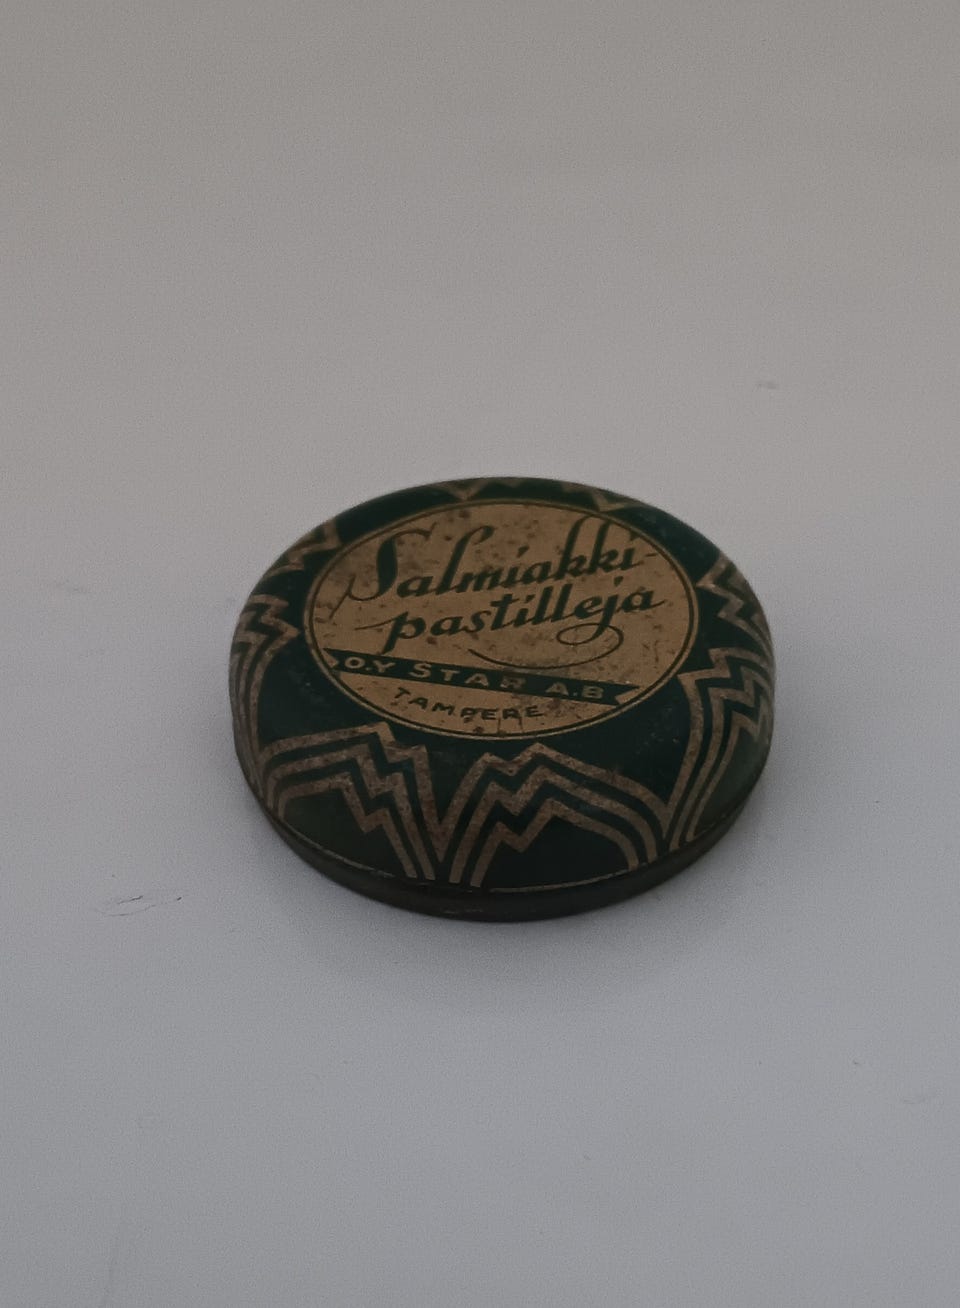 Salmiakki-
pastilleja
O.Y STAR A.B
TAMPERE